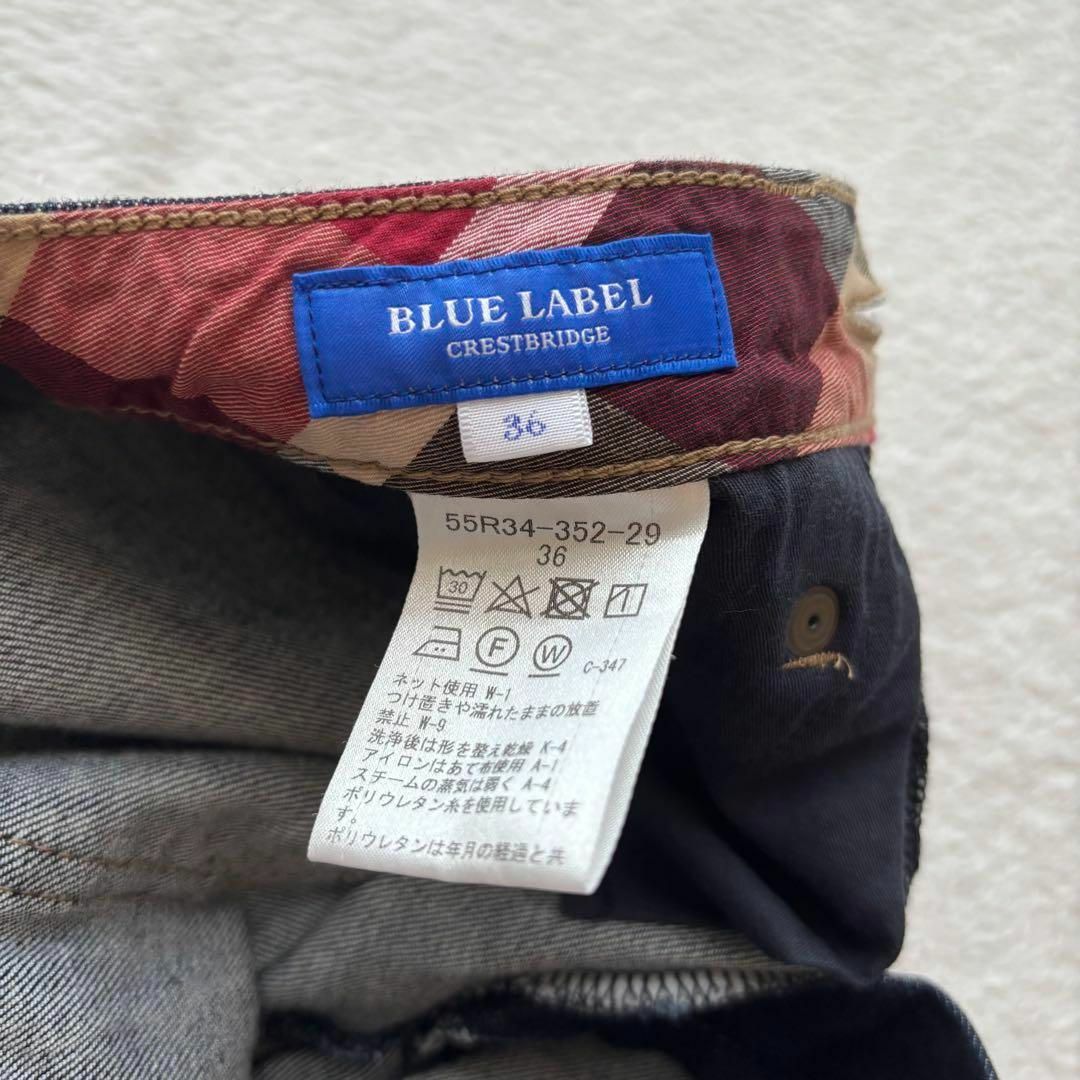 BLUE LABEL
CRESTBRIDGE
36
55R34-352-29
36
30
1
F W C-347
ネット使用 W-1
つけ置きや濡れたままの放置
禁止 W-9
洗浄後は形を整え乾燥 K-4
アイロンはあて布使用 A-1
スチームの蒸気は弱く A-4
ポリウレタン糸を使用していま
す。
ポリウレタンは年月の経過と共